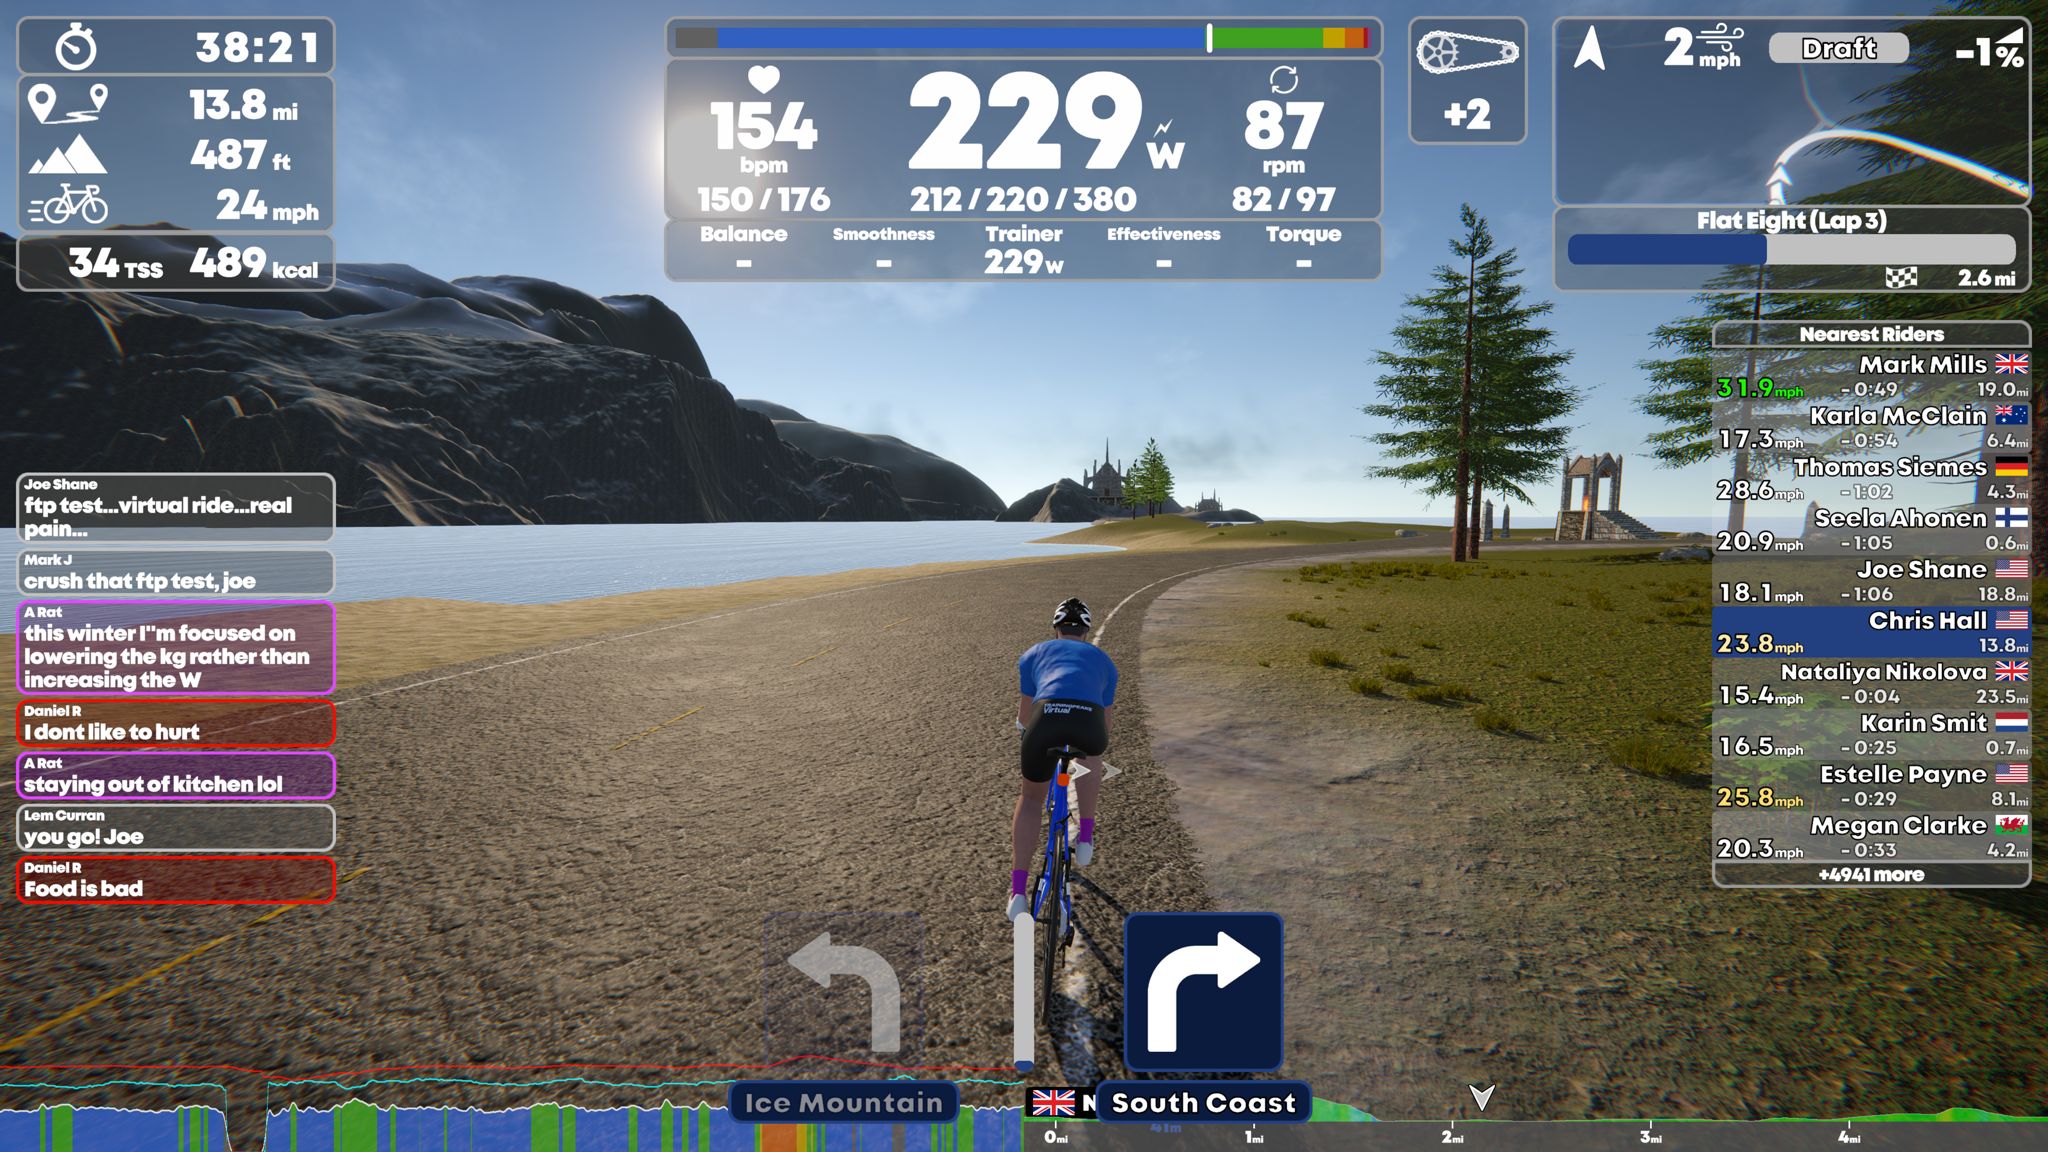 38:21
13.8 mi
487 ft
24 mph
34 TSS 489 kcal
154
bpm
150 / 176
229 W
212 / 220 / 380
87
rpm
82 / 97
Balance Smoothness Trainer Effectiveness Torque
- - 229 w - -
+2
2 mph Draft -1%
Flat Eight (Lap 3)
2.6 mi
Nearest Riders
Mark Mills
31.9mph -0:49 19.0mi
Karla McClain
17.3mph -0:54 6.4mi
Thomas Siemes
28.6mph -1:02 4.3mi
Seela Ahonen
20.9mph -1:05 0.6mi
Joe Shane
18.1mph -1:06 18.8mi
Chris Hall
23.8mph 13.8mi
Nataliya Nikolova
15.4mph -0:04 23.5mi
Karin Smit
16.5mph -0:25 0.7mi
Estelle Payne
25.8mph -0:29 8.1mi
Megan Clarke
20.3mph -0:33 4.2mi
+4941 more
Joe Shane
ftp test...virtual ride...real
pain...
Mark J
crush that ftp test, joe
A Rat
this winter I"m focused on
lowering the kg rather than
increasing the W
Daniel R
I dont like to hurt
A Rat
staying out of kitchen lol
Lem Curran
you go! Joe
Daniel R
Food is bad
TRAININGPEAKS
Virtual
Ice Mountain
N
South Coast
41m
0mi 1mi 2mi 3mi 4mi